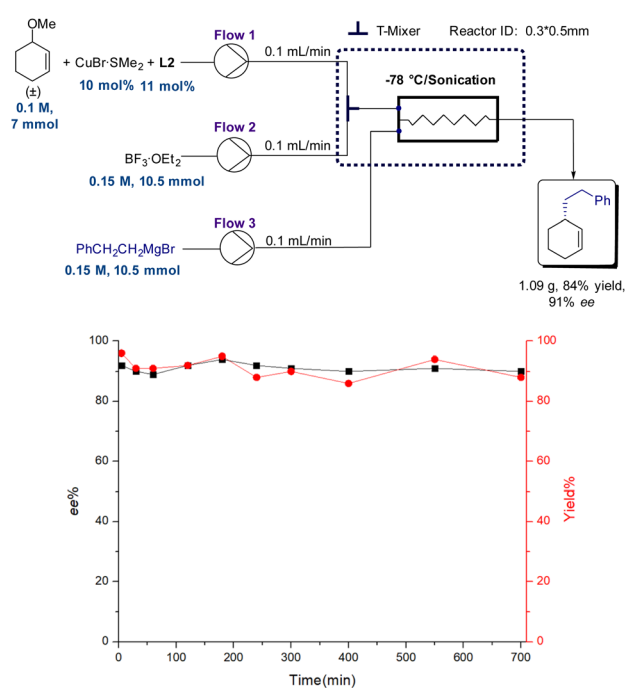 OMe
(±)
0.1 M,
7 mmol
+ CuBr·SMe2 + L2
10 mol% 11 mol%
Flow 1
0.1 mL/min
T-Mixer Reactor ID: 0.3*0.5mm
-78 °C/Sonication
BF3·OEt2
0.15 M, 10.5 mmol
Flow 2
0.1 mL/min
PhCH2CH2MgBr
0.15 M, 10.5 mmol
Flow 3
0.1 mL/min
Ph
1.09 g, 84% yield,
91% ee
100 100
80 80
60 60
40 40
20 20
0 0
ee%
Yield%
0 100 200 300 400 500 600 700
Time(min)